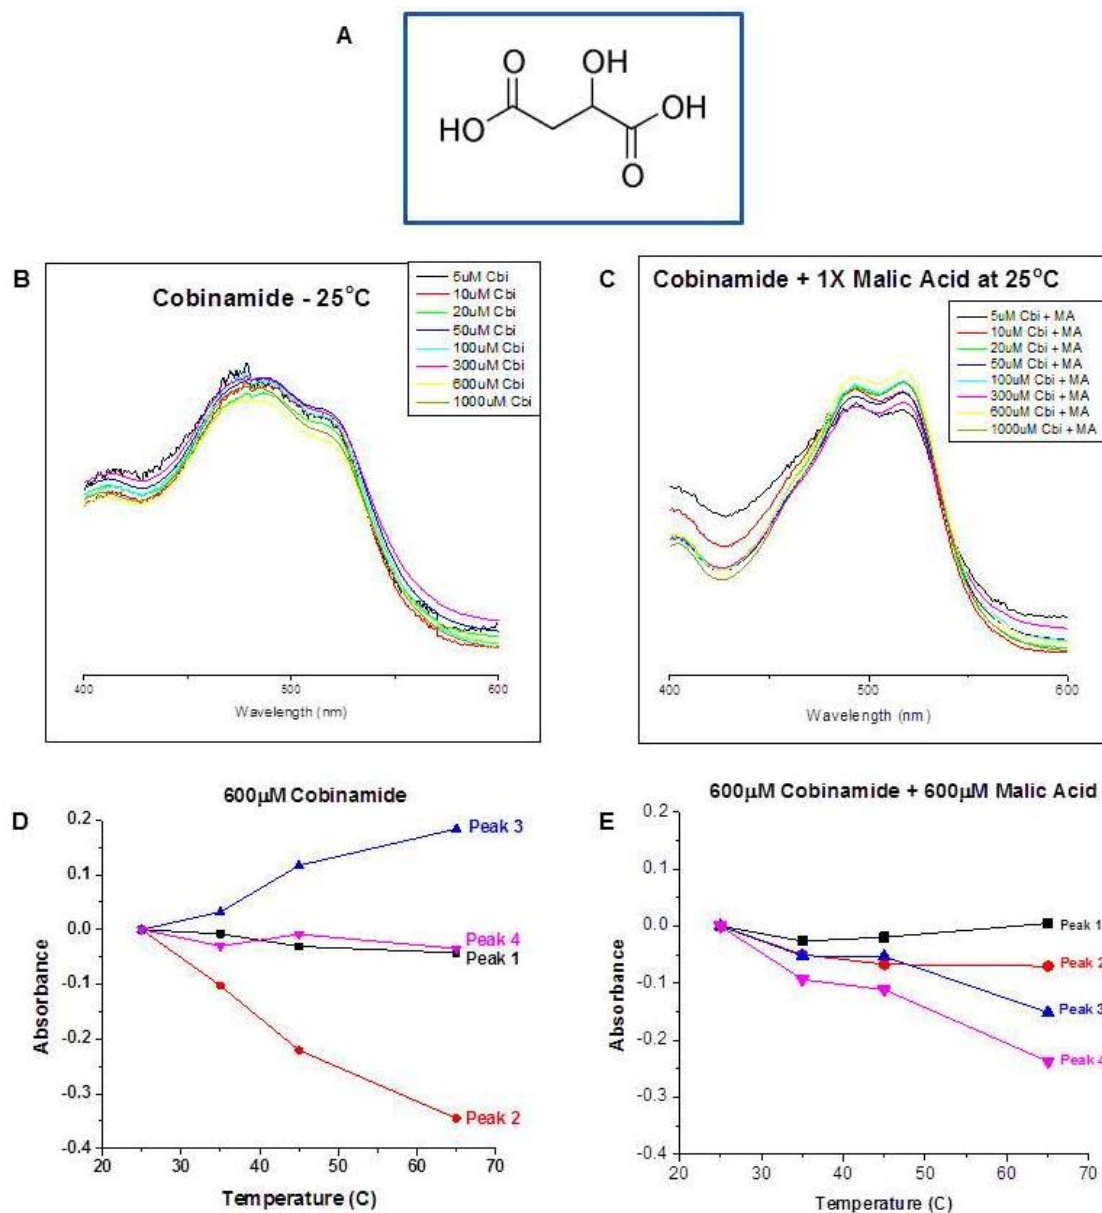 A
O
OH
HO
OH
O
B
Cobinamide - 25°C
5uM Cbi
10uM Cbi
20uM Cbi
50uM Cbi
100uM Cbi
300uM Cbi
600uM Cbi
1000uM Cbi
400
500
600
Wavelength (nm)
C
Cobinamide + 1X Malic Acid at 25°C
5uM Cbi + MA
10uM Cbi + MA
20uM Cbi + MA
50uM Cbi + MA
100uM Cbi + MA
300uM Cbi + MA
600uM Cbi + MA
1000uM Cbi + MA
400
500
600
Wavelength (nm)
D
600μM Cobinamide
0.2
0.1
0.0
-0.1
-0.2
-0.3
-0.4
Absorbance
Peak 3
Peak 4
Peak 1
Peak 2
20
30
40
50
60
70
Temperature (C)
E
600μM Cobinamide + 600μM Malic Acid
0.2
0.1
0.0
-0.1
-0.2
-0.3
-0.4
Absorbance
Peak 1
Peak 2
Peak 3
Peak 4
20
30
40
50
60
70
Temperature (C)